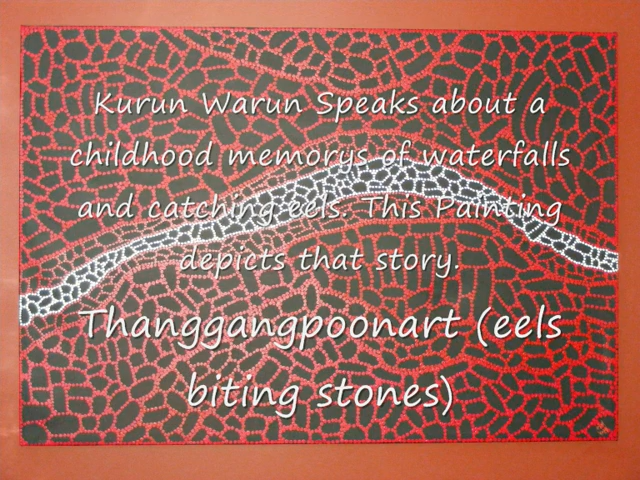 Kurun Warun Speaks about a
childhood memorys of waterfalls
and catching eels. This Painting
depicts that story.
Thanggangpoonart (eels
biting stones)